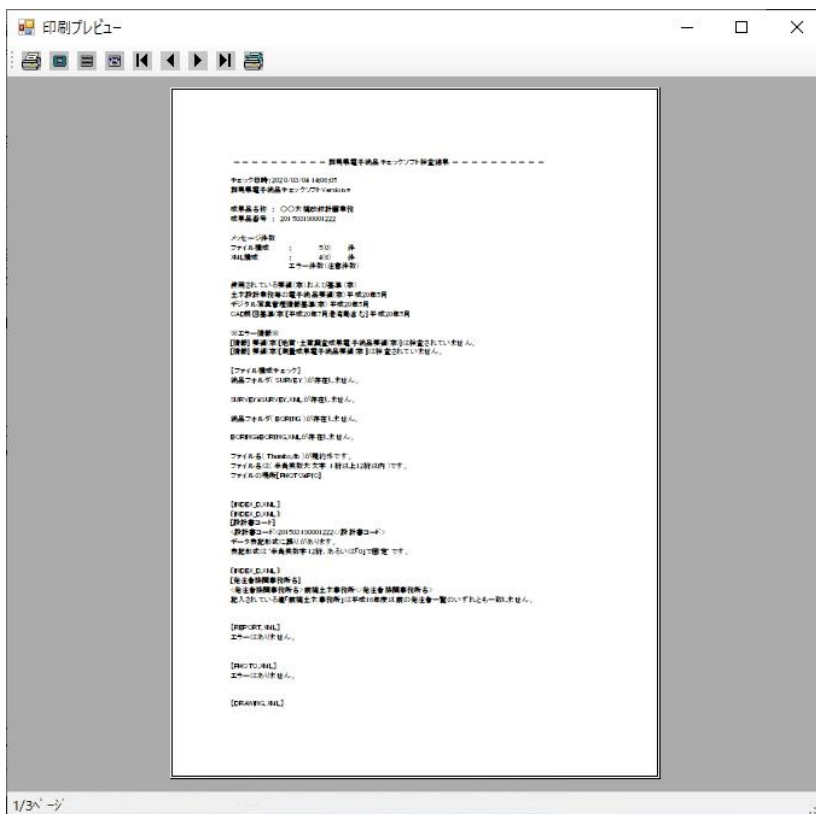 印刷プレビュー
－－－－－－－－－－ 群馬県電子納品チェックソフト検査結果 －－－－－－－－－－
チェック日時:2020/03/04 14:06:05
群馬県電子納品チェックソフトVersion
成果品名称 : 〇〇大橋設計業務
成果品番号 :
メッセージ件数
ファイル構成 : 5(0) 件
XML構成 : 4(0) 件
エラー件数(注意件数)
使用されている要領(案)および基準(案)
土木設計業務等の電子納品要領(案) 平成20年5月
デジタル写真管理情報基準(案) 平成20年5月
CAD製図基準(案)【平成20年5月 含む】平成20年5月
※エラー情報※
[情報] 要領(案)[地質・土質調査成果電子納品要領(案)]は検査されていません。
[情報] 要領(案)[測量成果電子納品要領(案)]は検査されていません。
[ファイル構成チェック]
納品フォルダ( SURVEY )が存在しません。
SURVEY¥SURVEY.XMLが存在しません。
納品フォルダ( BORING )が存在しません。
BORING¥BORING.XMLが存在しません。
ファイル名( Thumbs.db )が規約外です。
ファイル名は( 半角英数大文字 1桁以上12桁以内 )です。
ファイルの場所[PHOTO¥PIC]
[INDEX_D.XML]
[INDEX_D.XML]
[設計書コード]
<設計書コード>201503190001222</設計書コード>
データ表記形式に誤りがあります。
表記形式は '半角英数字 12桁、あるいは「0」で固定' です。
[INDEX_D.XML]
[発注者機関事務所名]
<発注者機関事務所名>前橋土木事務所</発注者機関事務所名>
記入されている値「前橋土木事務所」は平成16年度以前の発注者一覧のいずれとも一致しません。
[REPORT.XML]
エラーはありません。
[PHOTO.XML]
エラーはありません。
[DRAWING.XML]
1/3ページ